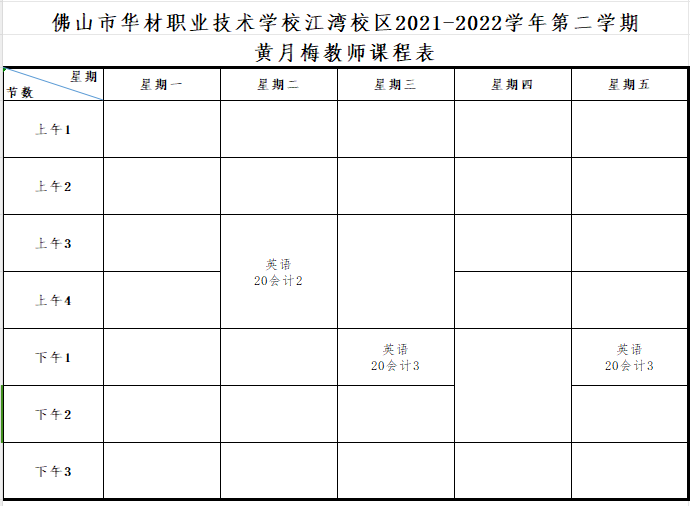 佛山市华材职业技术学校江湾校区2021-2022学年第二学期
黄月梅教师课程表
星期
节数
星期一
星期二
星期三
星期四
星期五
上午1
上午2
上午3
英语
20会计2
上午4
下午1
英语
20会计3
英语
20会计3
下午2
下午3